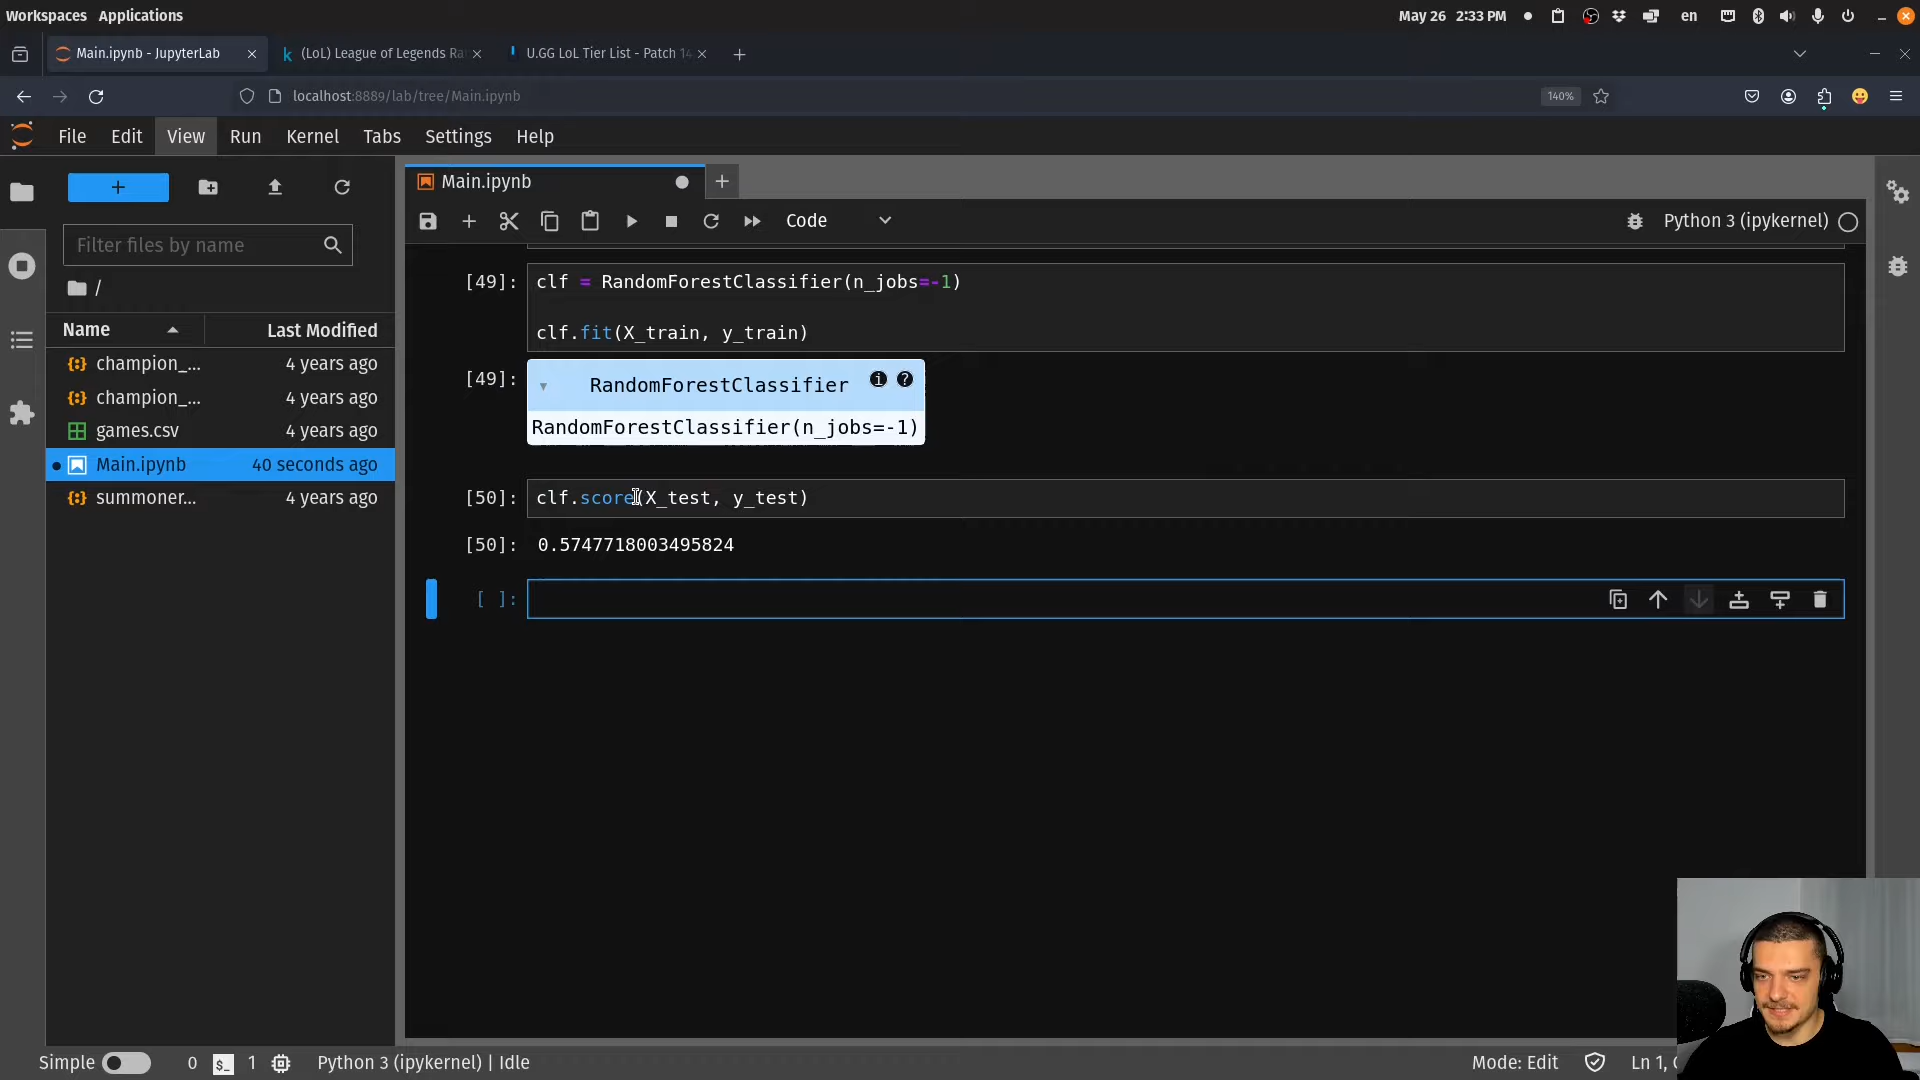 Workspaces Applications
May 26 2:33 PM
en
Main.ipynb - JupyterLab
(LoL) League of Legends Ra
U.GG LoL Tier List - Patch 14
localhost:8889/lab/tree/Main.ipynb
140%
File Edit View Run Kernel Tabs Settings Help
Main.ipynb
Code
Python 3 (ipykernel)
Filter files by name
/
Name Last Modified
champion_... 4 years ago
champion_... 4 years ago
games.csv 4 years ago
Main.ipynb 40 seconds ago
summoner... 4 years ago
[49]: clf = RandomForestClassifier(n_jobs=-1)
clf.fit(X_train, y_train)
[49]: RandomForestClassifier i ?
RandomForestClassifier(n_jobs=-1)
[50]: clf.score(X_test, y_test)
[50]: 0.5747718003495824
[ ]:
Simple 0 $_ 1 Python 3 (ipykernel) | Idle
Mode: Edit Ln 1,